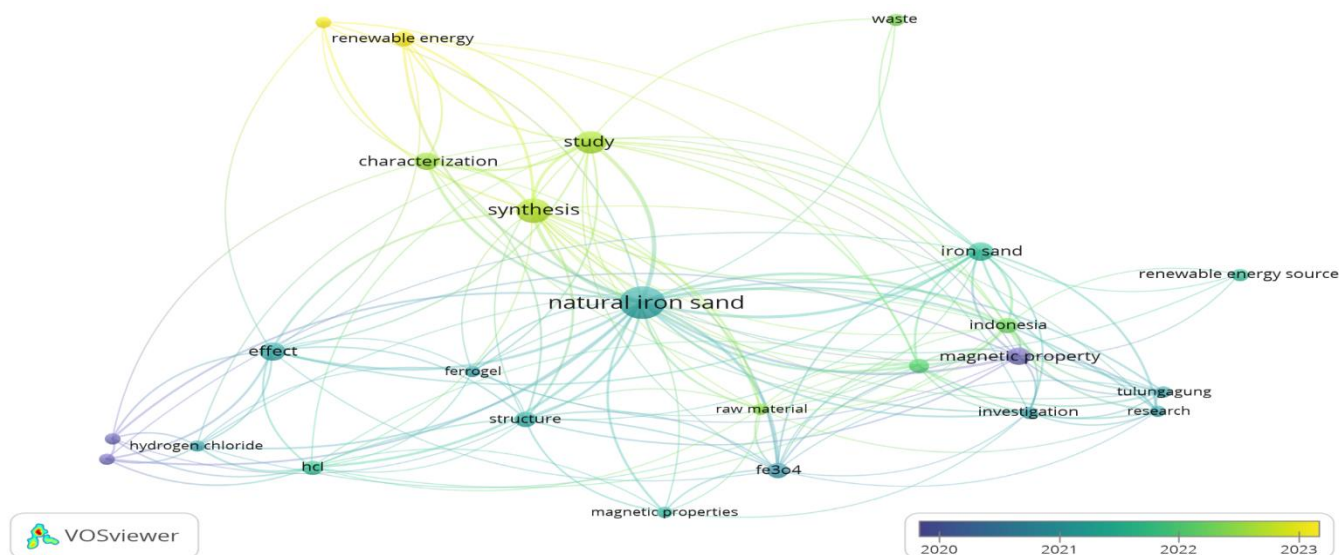 waste
renewable energy
study
characterization
synthesis
iron sand
renewable energy source
natural iron sand
indonesia
effect
magnetic property
ferrogel
tulungagung
raw material
investigation
research
structure
hydrogen chloride
hcl
fe3o4
magnetic properties
VOSviewer
2020 2021 2022 2023